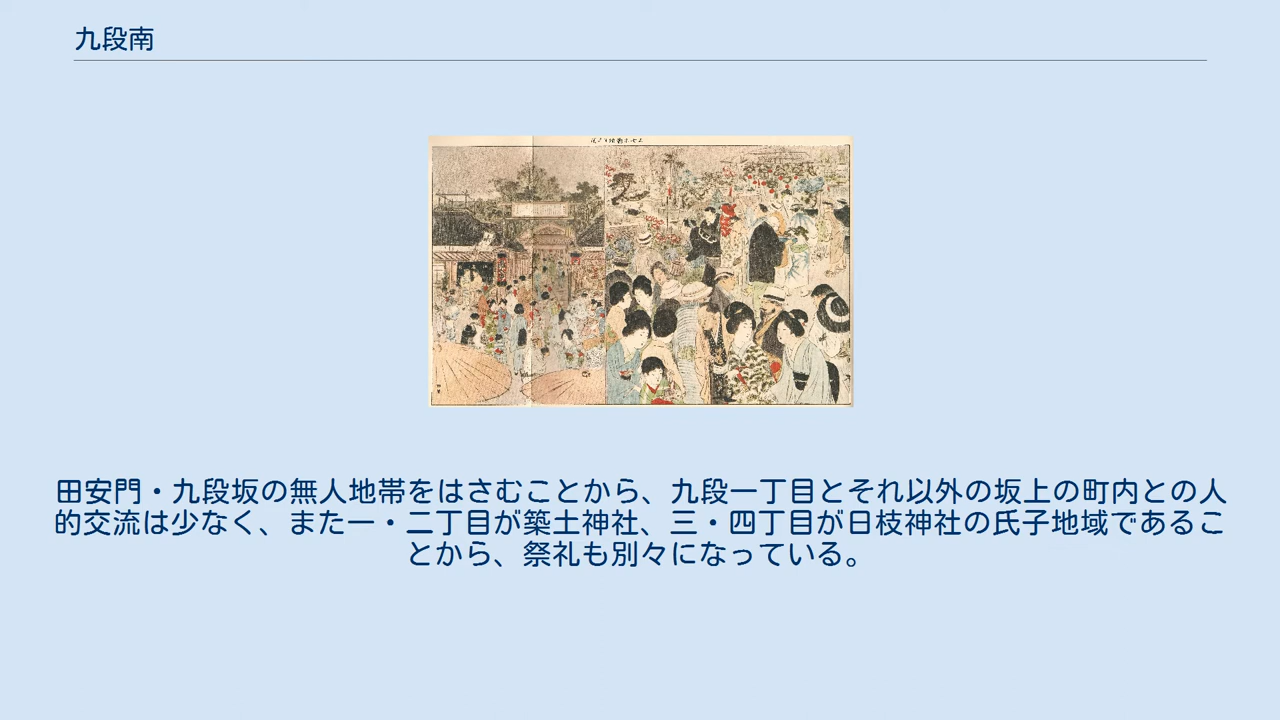 九段南
田安門・九段坂の無人地帯をはさむことから、九段一丁目とそれ以外の坂上の町内との人
的交流は少なく、また一・二丁目が築土神社、三・四丁目が日枝神社の氏子地域であるこ
とから、祭礼も別々になっている。